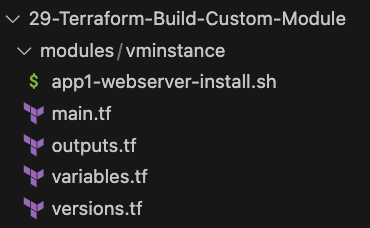 29-Terraform-Build-Custom-Module
modules/vminstance
$ app1-webserver-install.sh
main.tf
outputs.tf
variables.tf
versions.tf